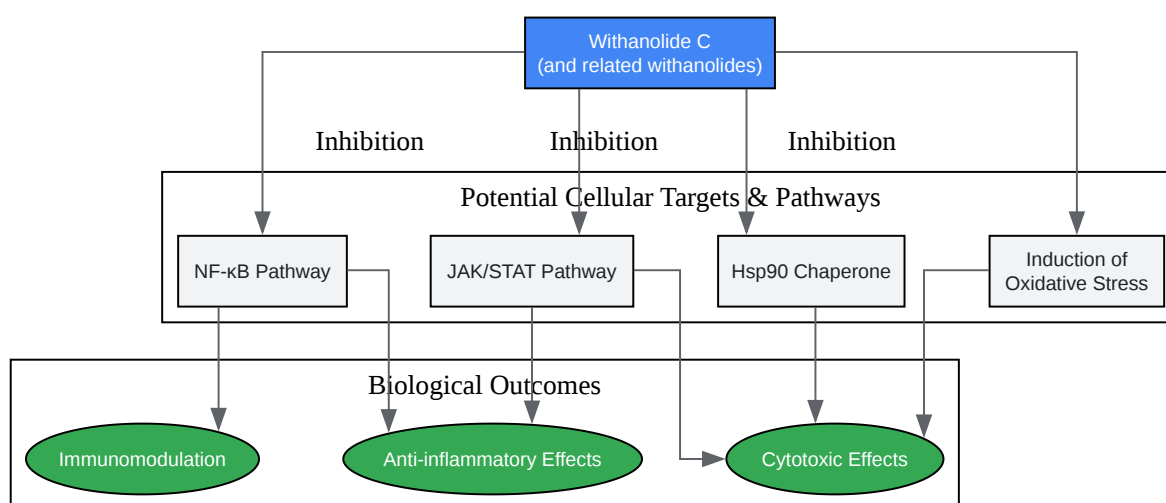 Withanolide C
(and related withanolides)
Inhibition
Inhibition
Inhibition
Potential Cellular Targets & Pathways
NF-κB Pathway
JAK/STAT Pathway
Hsp90 Chaperone
Induction of
Oxidative Stress
Biological Outcomes
Immunomodulation
Anti-inflammatory Effects
Cytotoxic Effects